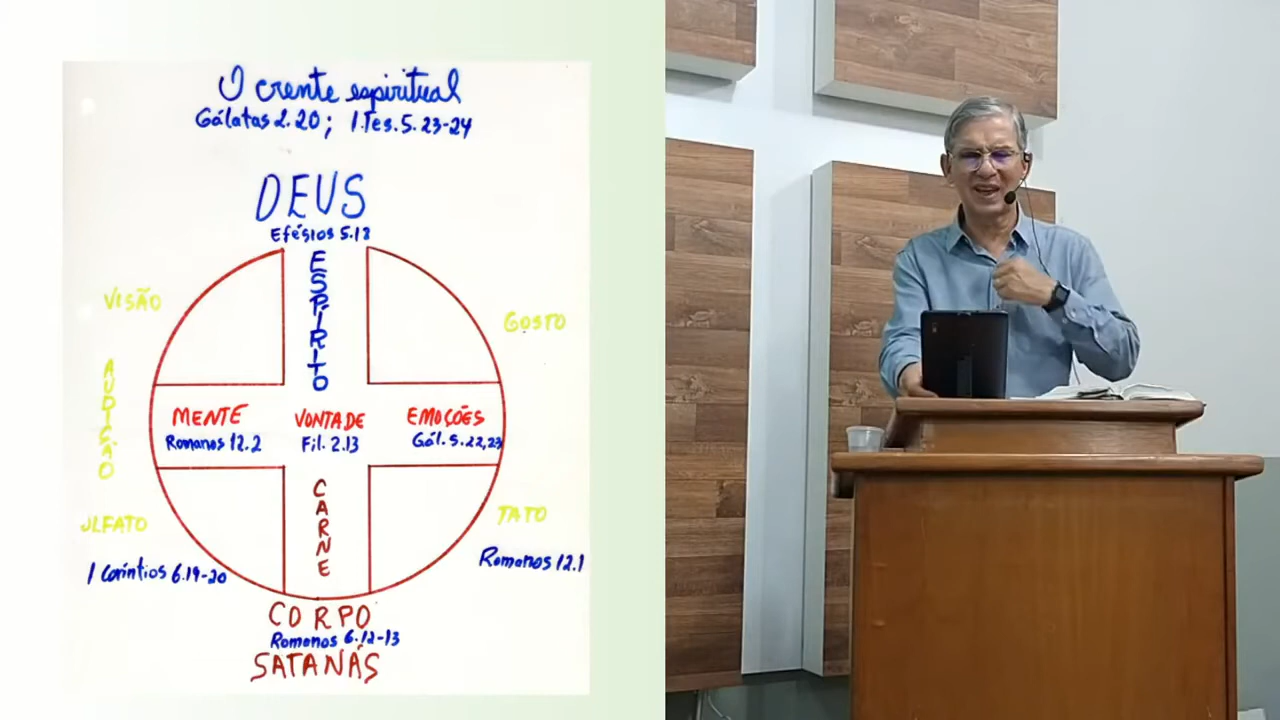 O crente espiritual
Gálatas 2.20; I Tes. 5.23-24
DEUS
Efésios 5.18
ESPÍRITO
VISÃO
GOSTO
AUDIÇÃO
MENTE
VONTADE
EMOÇÕES
Romanos 12.2
Fil. 2.13
Gál. 5.22,23
CARNE
OLFATO
TATO
I Coríntios 6.19-20
Romanos 12.1
CORPO
Romanos 6.12-13
SATANÁS